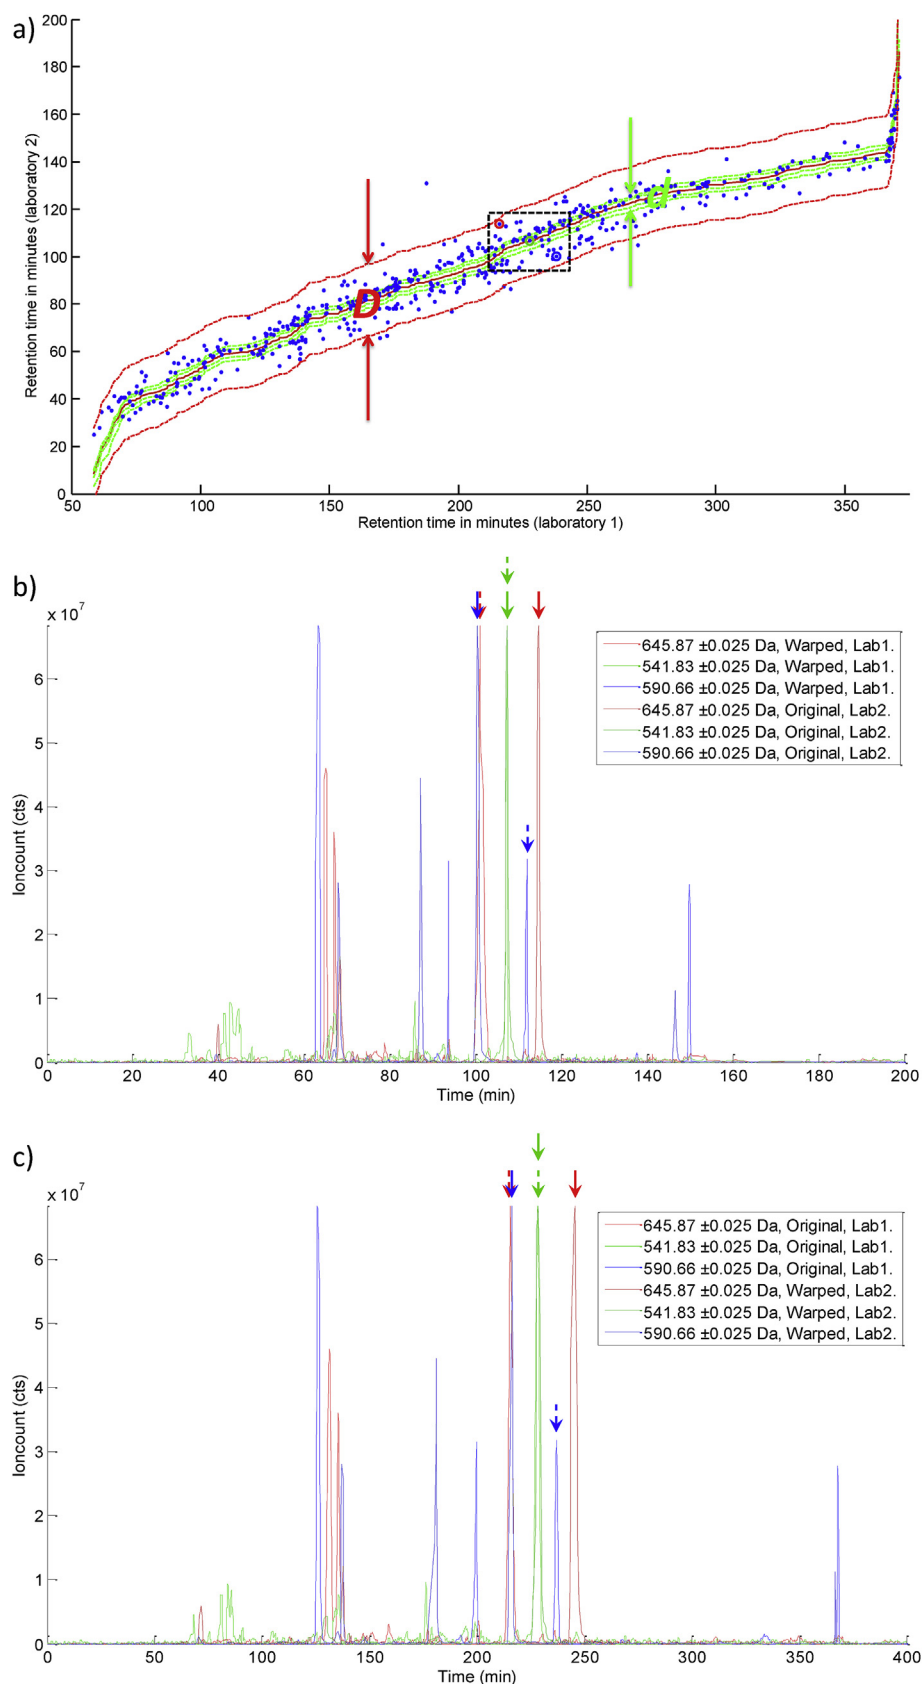 a)
200
180
160
140
120
100
80
60
40
20
0
Retention time in minutes (laboratory 2)
D
d
50 100 150 200 250 300 350
Retention time in minutes (laboratory 1)
b)
x 10^7
6
5
4
3
2
1
0
Ioncount (cts)
645.87 ±0.025 Da, Warped, Lab1.
541.83 ±0.025 Da, Warped, Lab1.
590.66 ±0.025 Da, Warped, Lab1.
645.87 ±0.025 Da, Original, Lab2.
541.83 ±0.025 Da, Original, Lab2.
590.66 ±0.025 Da, Original, Lab2.
0 20 40 60 80 100 120 140 160 180 200
Time (min)
c)
x 10^7
6
5
4
3
2
1
0
Ioncount (cts)
645.87 ±0.025 Da, Original, Lab1.
541.83 ±0.025 Da, Original, Lab1.
590.66 ±0.025 Da, Original, Lab1.
645.87 ±0.025 Da, Warped, Lab2.
541.83 ±0.025 Da, Warped, Lab2.
590.66 ±0.025 Da, Warped, Lab2.
0 50 100 150 200 250 300 350 400
Time (min)